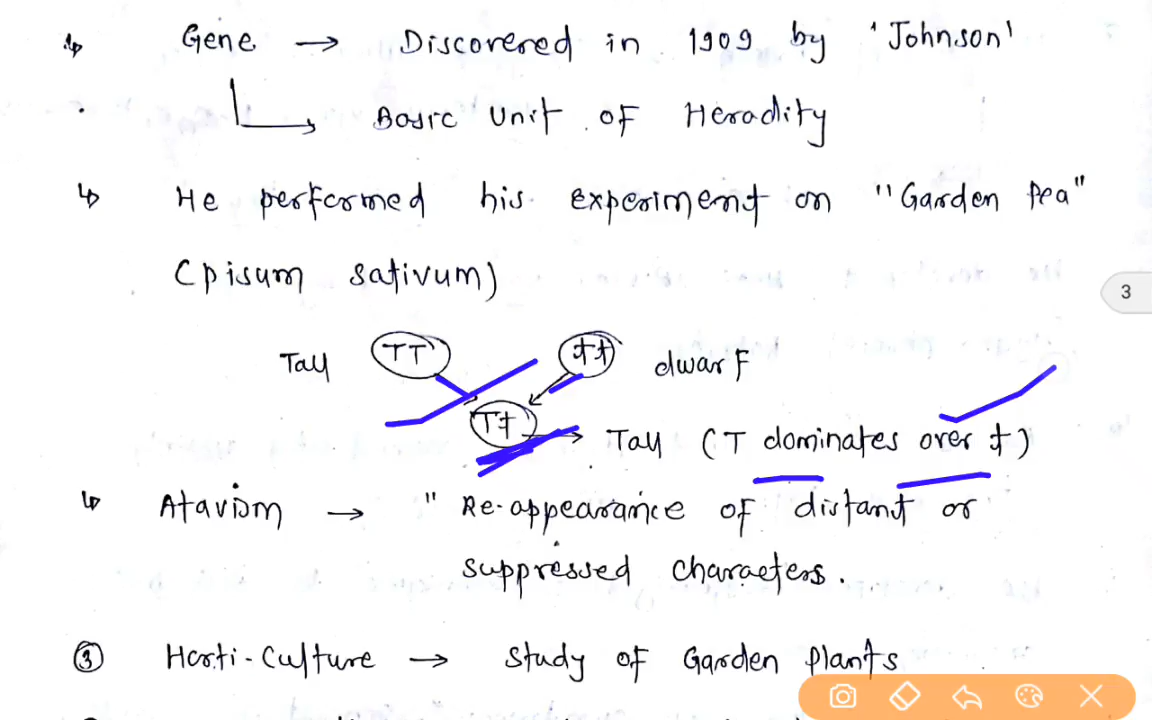 Gene → Discovered in 1909 by 'Johnson'
Basic Unit of Heradity
He performed his experiment on "Garden Pea"
(pisum sativum)
Tall TT tt dwarf
Tt → Tall (T dominates over t)
Atavism → "Re-appearance of distant or
suppressed characters.
③ Horti-Culture → Study of Garden plants
3